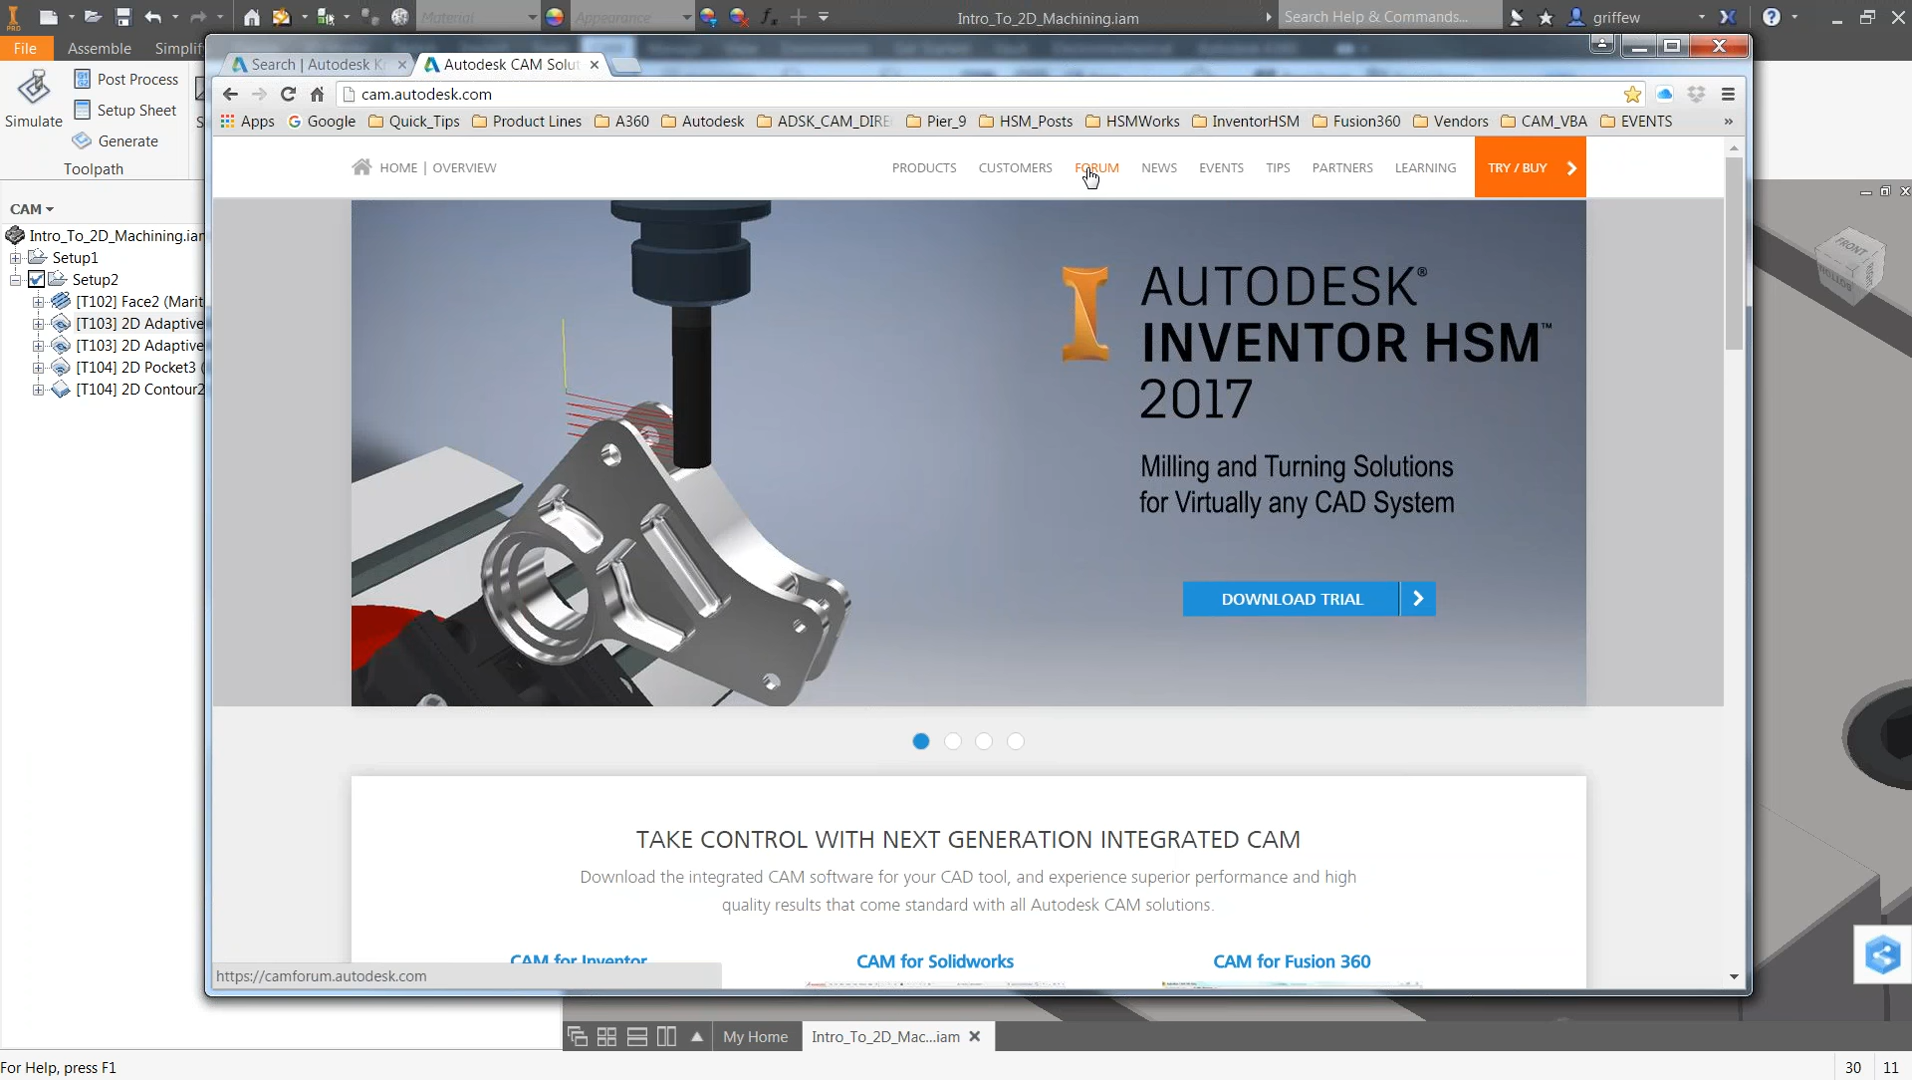 Material
Appearance
Intro_To_2D_Machining.iam
Search Help & Commands...
griffew
PRO
File
Assemble
Simplify
Search | Autodesk Kn
Autodesk CAM Solut
Post Process
Setup Sheet
Generate
Simulate
Toolpath
cam.autodesk.com
Apps
Google
Quick_Tips
Product Lines
A360
Autodesk
ADSK_CAM_DIRE
Pier_9
HSM_Posts
HSMWorks
InventorHSM
Fusion360
Vendors
CAM_VBA
EVENTS
HOME | OVERVIEW
PRODUCTS
CUSTOMERS
FORUM
NEWS
EVENTS
TIPS
PARTNERS
LEARNING
TRY / BUY
CAM
Intro_To_2D_Machining.iam
Setup1
Setup2
[T102] Face2 (Marit
[T103] 2D Adaptive
[T103] 2D Adaptive
[T104] 2D Pocket3 (
[T104] 2D Contour2
FRONT
BOTTOM
AUTODESK®
INVENTOR HSM™
2017
Milling and Turning Solutions
for Virtually any CAD System
DOWNLOAD TRIAL
TAKE CONTROL WITH NEXT GENERATION INTEGRATED CAM
Download the integrated CAM software for your CAD tool, and experience superior performance and high
quality results that come standard with all Autodesk CAM solutions.
CAM for Inventor
CAM for Solidworks
CAM for Fusion 360
https://camforum.autodesk.com
My Home
Intro_To_2D_Mac...iam
For Help, press F1
30
11